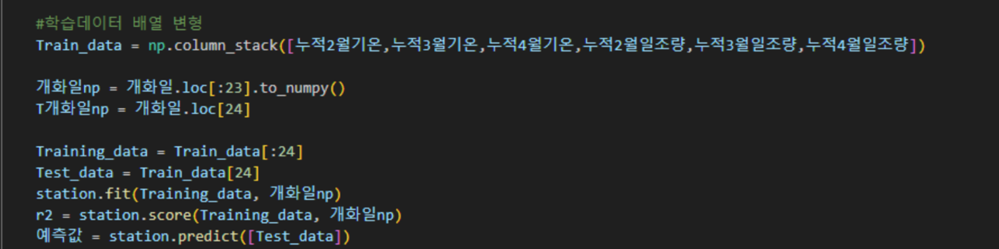 #학습데이터 배열 변형
Train_data = np.column_stack([누적2월기온,누적3월기온,누적4월기온,누적2월일조량,누적3월일조량,누적4월일조량])
개화일np = 개화일.loc[:23].to_numpy()
T개화일np = 개화일.loc[24]
Training_data = Train_data[:24]
Test_data = Train_data[24]
station.fit(Training_data, 개화일np)
r2 = station.score(Training_data, 개화일np)
예측값 = station.predict([Test_data])